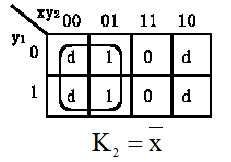 xy₂ 00 01 11 10
y₁
0 d 1 0 d
1 d 1 0 d
K₂ = x̅